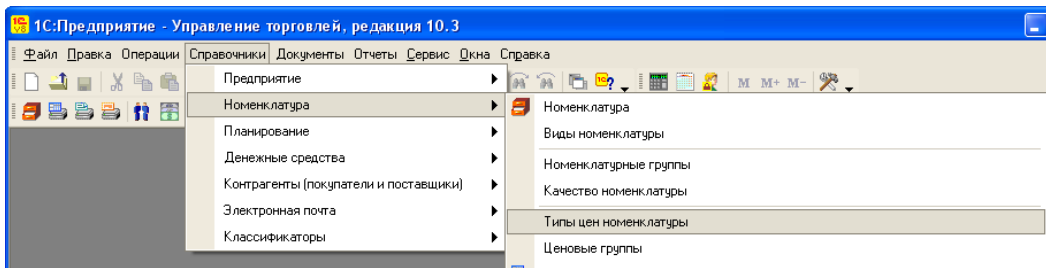 1С:Предприятие - Управление торговлей, редакция 10.3
Файл Правка Операции Справочники Документы Отчеты Сервис Окна Справка
M M+ M-
Предприятие
Номенклатура
Планирование
Денежные средства
Контрагенты (покупатели и поставщики)
Электронная почта
Классификаторы
Номенклатура
Виды номенклатуры
Номенклатурные группы
Качество номенклатуры
Типы цен номенклатуры
Ценовые группы